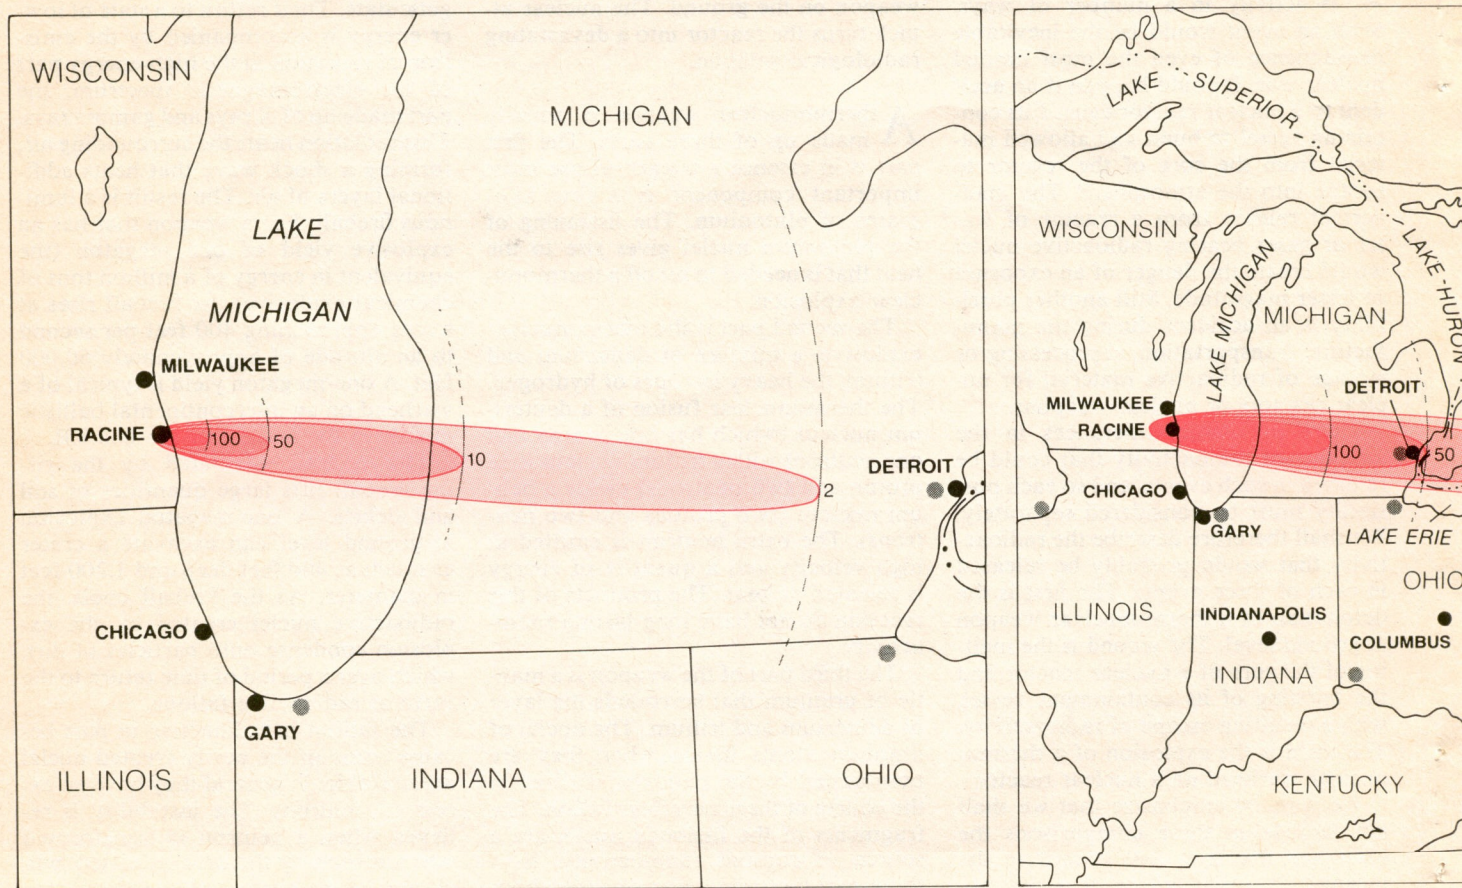 WISCONSIN
MICHIGAN
LAKE
MICHIGAN
MILWAUKEE
RACINE
100
50
10
2
DETROIT
CHICAGO
GARY
ILLINOIS
INDIANA
OHIO
LAKE SUPERIOR
WISCONSIN
LAKE MICHIGAN
MICHIGAN
LAKE HURON
DETROIT
MILWAUKEE
RACINE
100
50
CHICAGO
GARY
LAKE ERIE
OHIO
ILLINOIS
INDIANAPOLIS
COLUMBUS
INDIANA
KENTUCKY